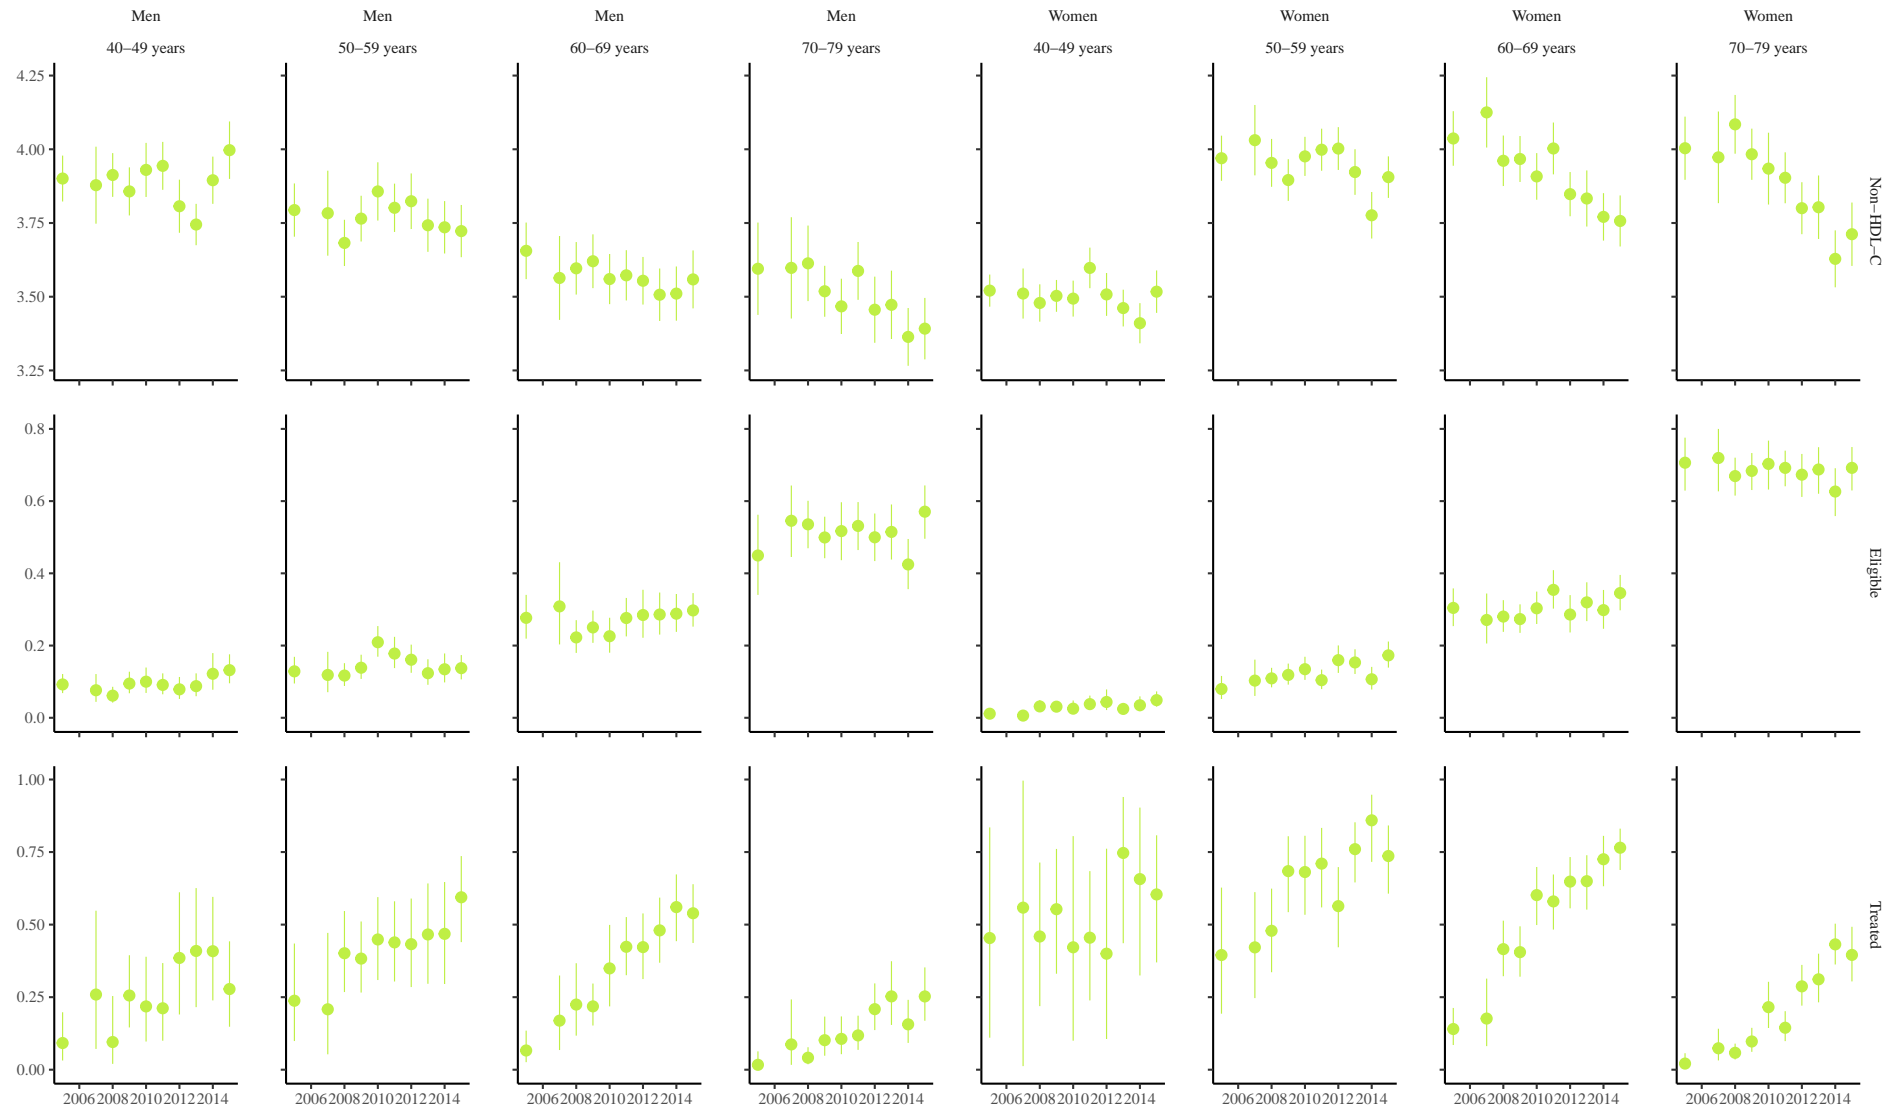 Men Men Men Men Women Women Women Women
40–49 years 50–59 years 60–69 years 70–79 years 40–49 years 50–59 years 60–69 years 70–79 years
4.25
4.00
3.75
3.50
3.25
Non–HDL–C
0.8
0.6
0.4
0.2
0.0
Eligible
1.00
0.75
0.50
0.25
0.00
Treated
2006 2008 2010 2012 2014 2006 2008 2010 2012 2014 2006 2008 2010 2012 2014 2006 2008 2010 2012 2014 2006 2008 2010 2012 2014 2006 2008 2010 2012 2014 2006 2008 2010 2012 2014 2006 2008 2010 2012 2014